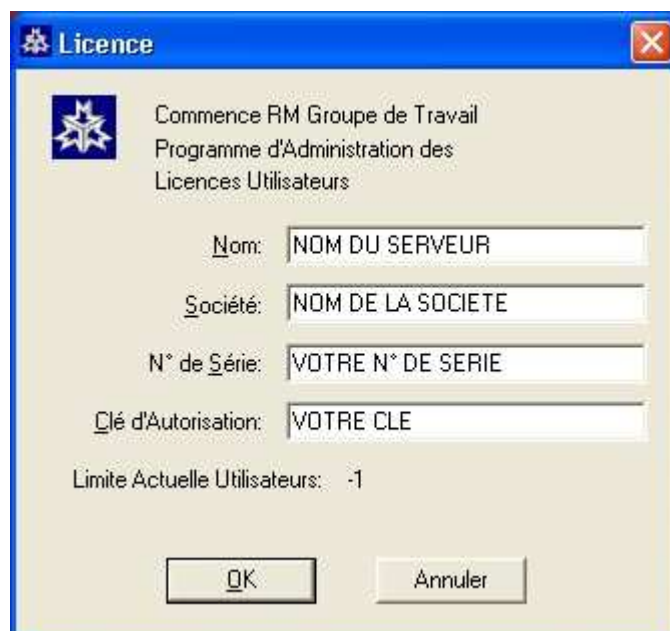 Licence
Commence RM Groupe de Travail
Programme d'Administration des
Licences Utilisateurs
Nom: NOM DU SERVEUR
Société: NOM DE LA SOCIETE
N° de Série: VOTRE N° DE SERIE
Clé d'Autorisation: VOTRE CLE
Limite Actuelle Utilisateurs: -1
OK Annuler